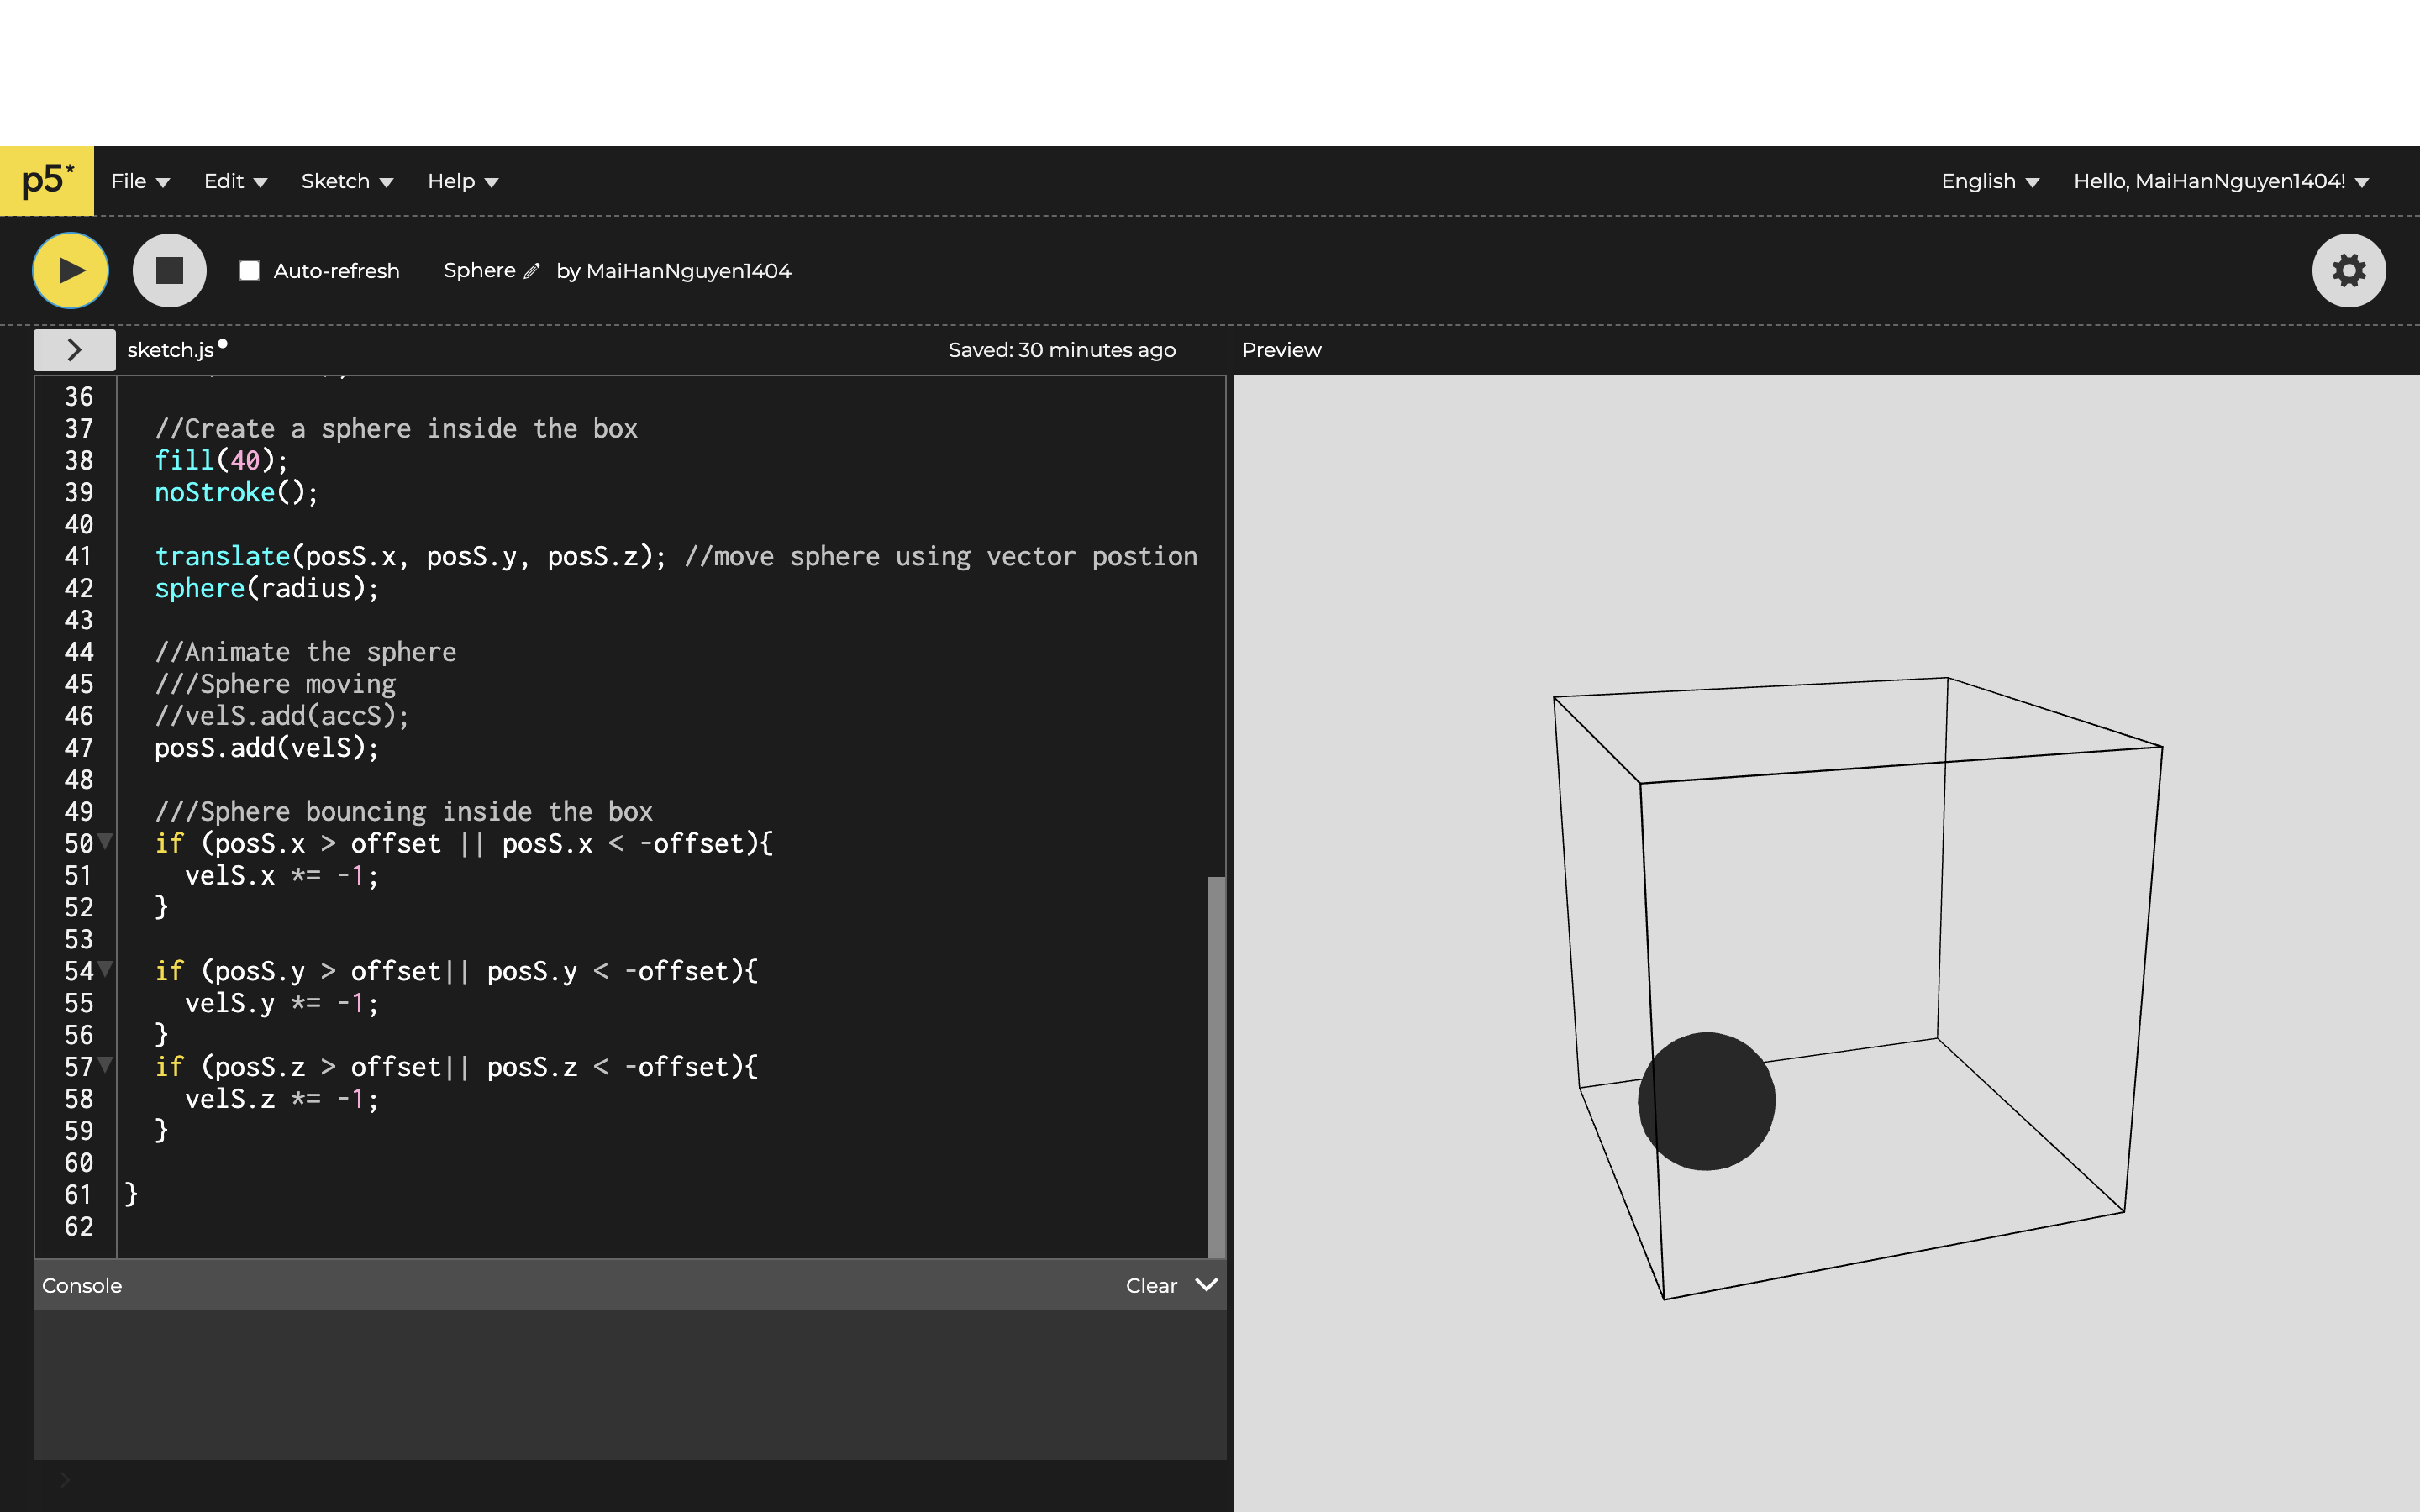 p5* File Edit Sketch Help English Hello, MaiHanNguyen1404!
Auto-refresh Sphere by MaiHanNguyen1404
sketch.js Saved: 30 minutes ago Preview
36
37 //Create a sphere inside the box
38 fill(40);
39 noStroke();
40
41 translate(posS.x, posS.y, posS.z); //move sphere using vector postion
42 sphere(radius);
43
44 //Animate the sphere
45 ///Sphere moving
46 //velS.add(accS);
47 posS.add(velS);
48
49 ///Sphere bouncing inside the box
50 if (posS.x > offset || posS.x < -offset){
51 velS.x *= -1;
52 }
53
54 if (posS.y > offset|| posS.y < -offset){
55 velS.y *= -1;
56 }
57 if (posS.z > offset|| posS.z < -offset){
58 velS.z *= -1;
59 }
60
61 }
62
Console Clear